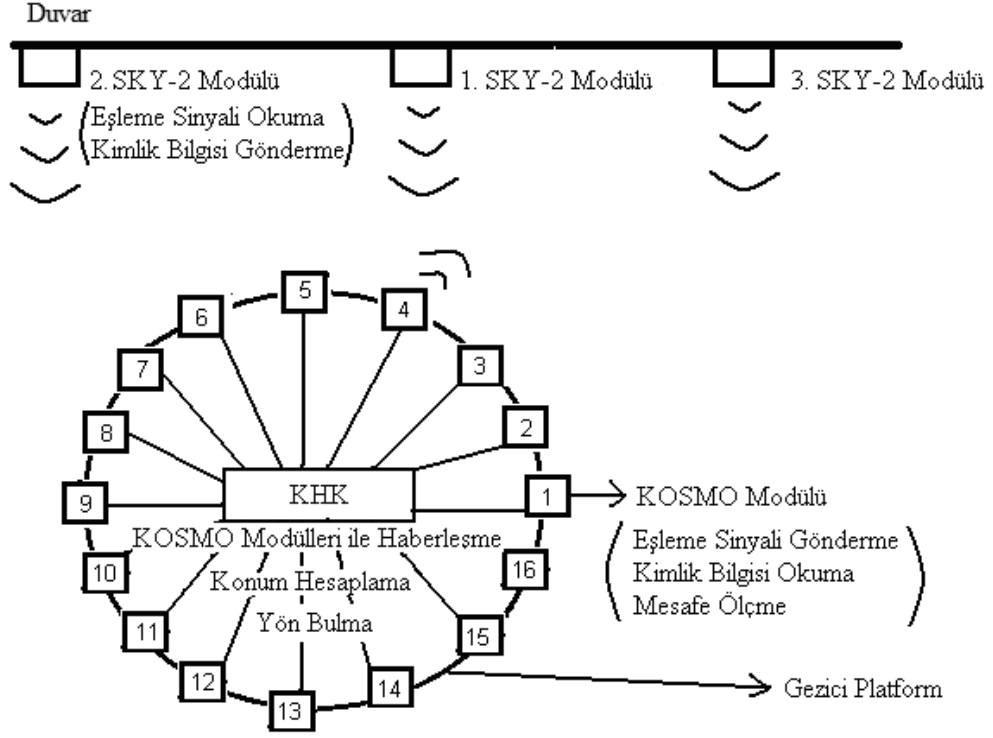 Duvar
2. SKY-2 Modülü
1. SKY-2 Modülü
3. SKY-2 Modülü
(Eşleme Sinyali Okuma
Kimlik Bilgisi Gönderme)
5
4
6
3
7
2
8
KHK
1
KOSMO Modülü
9
KOSMO Modülleri ile Haberleşme
(Eşleme Sinyali Gönderme
Kimlik Bilgisi Okuma
Mesafe Ölçme)
10
Konum Hesaplama
16
Yön Bulma
11
15
12
14
Gezici Platform
13